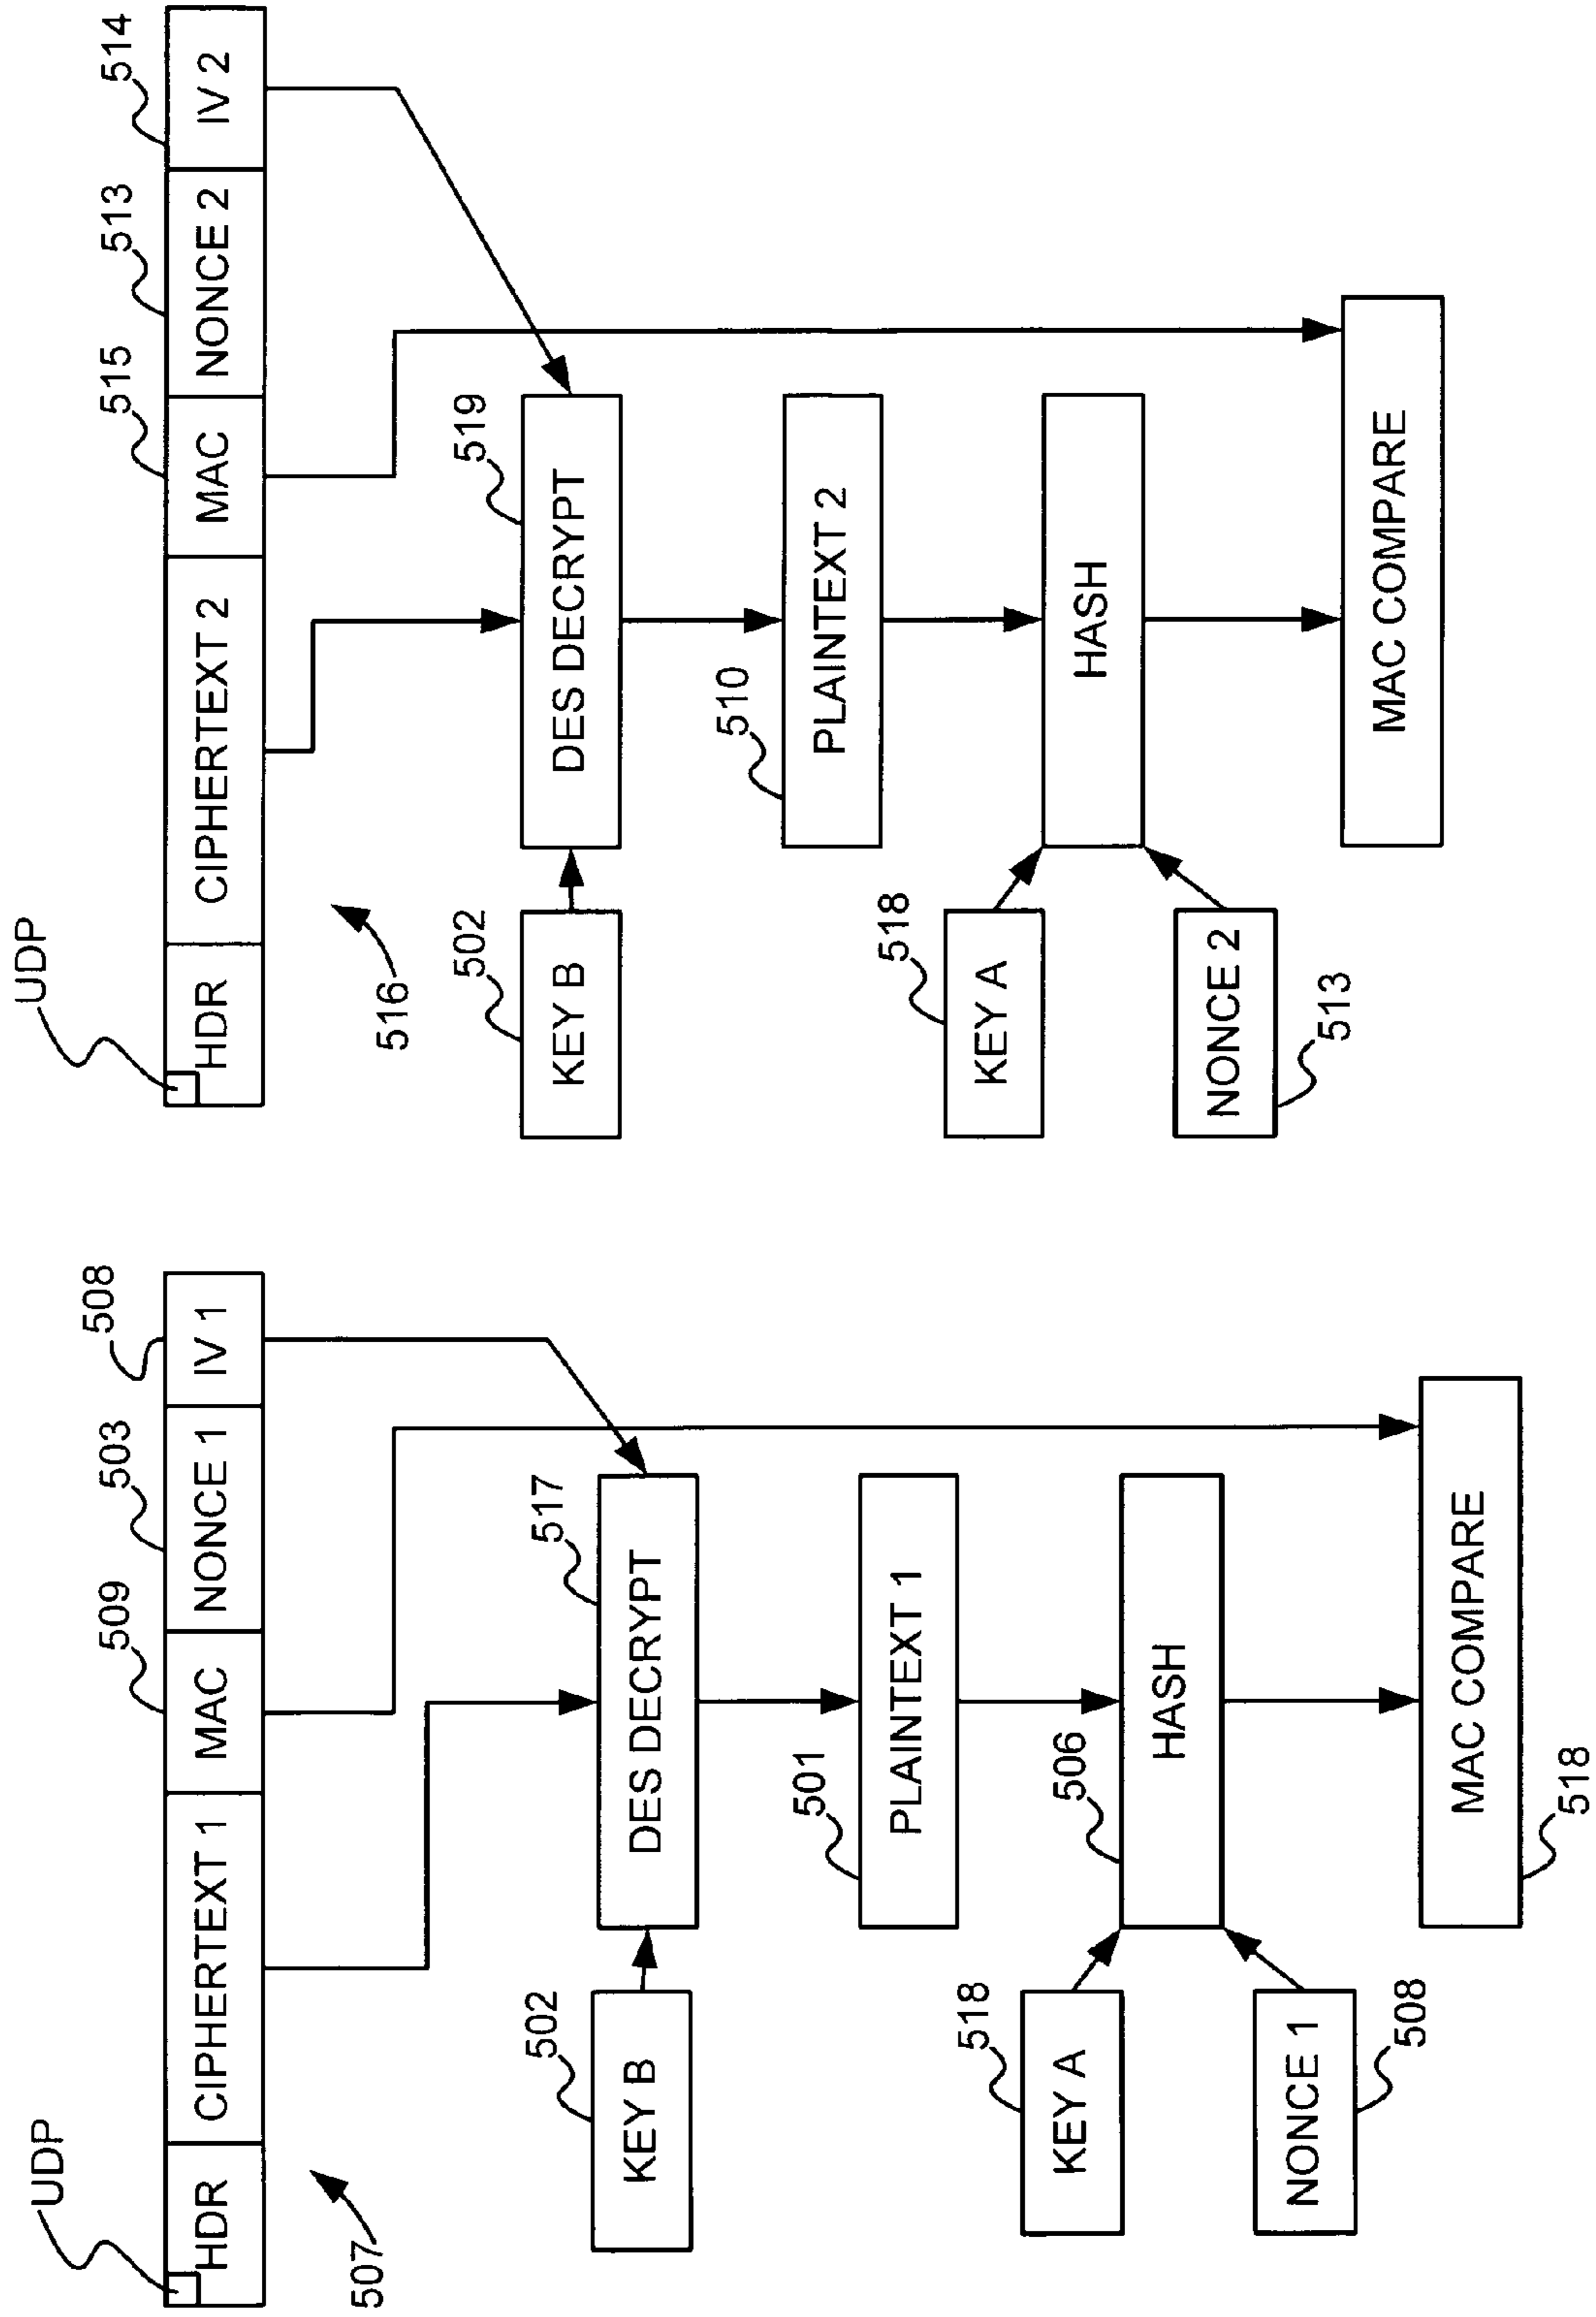 UDP
HDR
CIPHERTEXT 1
MAC
NONCE 1
IV 1
509
503
508
507
502
KEY B
DES DECRYPT
517
501
PLAINTEXT 1
518
KEY A
506
HASH
NONCE 1
508
MAC COMPARE
518
UDP
HDR
CIPHERTEXT 2
MAC
NONCE 2
IV 2
515
513
514
516
502
KEY B
DES DECRYPT
519
510
PLAINTEXT 2
518
KEY A
HASH
NONCE 2
513
MAC COMPARE